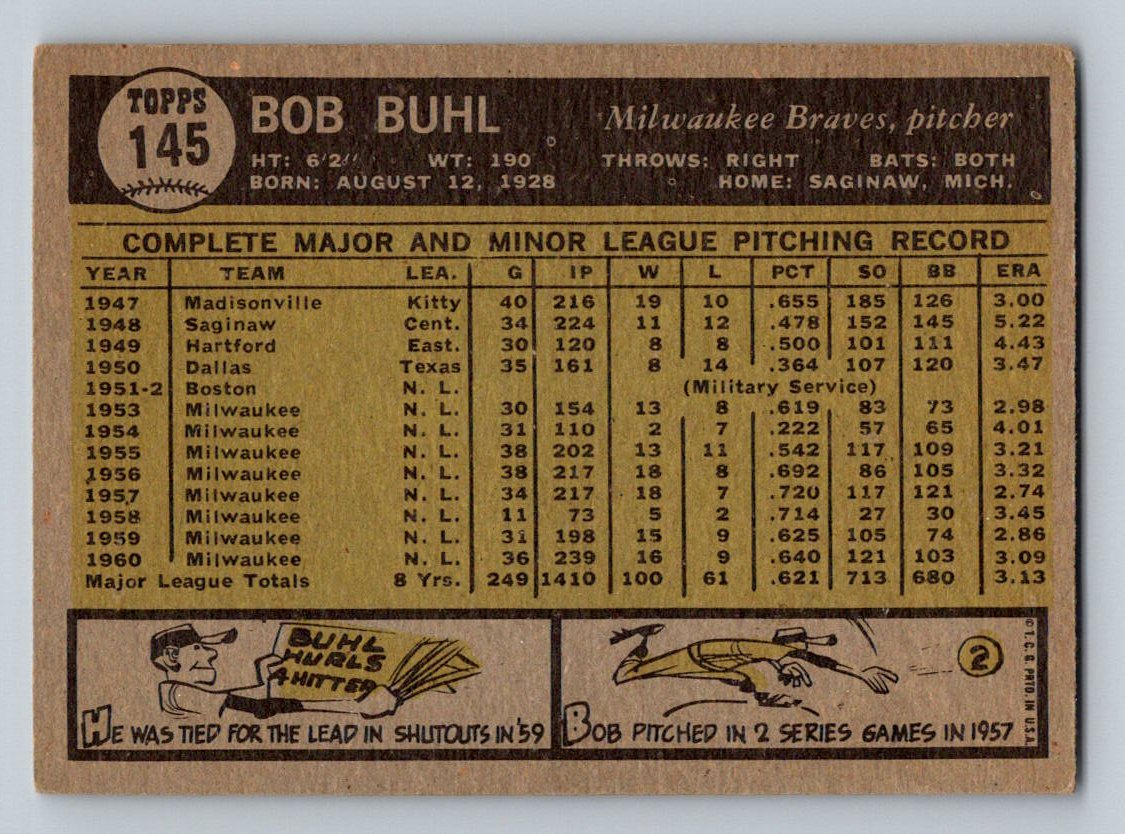 TOPPS
145
BOB BUHL
Milwaukee Braves, pitcher
HT: 6'2" WT: 190 THROWS: RIGHT BATS: BOTH
BORN: AUGUST 12, 1928 HOME: SAGINAW, MICH.
COMPLETE MAJOR AND MINOR LEAGUE PITCHING RECORD
YEAR TEAM LEA. G IP W L PCT SO BB ERA
1947 Madisonville Kitty 40 216 19 10 .655 185 126 3.00
1948 Saginaw Cent. 34 224 11 12 .478 152 145 5.22
1949 Hartford East. 30 120 8 8 .500 101 111 4.43
1950 Dallas Texas 35 161 8 14 .364 107 120 3.47
1951-2 Boston N. L. (Military Service)
1953 Milwaukee N. L. 30 154 13 8 .619 83 73 2.98
1954 Milwaukee N. L. 31 110 2 7 .222 57 65 4.01
1955 Milwaukee N. L. 38 202 13 11 .542 117 109 3.21
1956 Milwaukee N. L. 38 217 18 8 .692 86 105 3.32
1957 Milwaukee N. L. 34 217 18 7 .720 117 121 2.74
1958 Milwaukee N. L. 11 73 5 2 .714 27 30 3.45
1959 Milwaukee N. L. 31 198 15 9 .625 105 74 2.86
1960 Milwaukee N. L. 36 239 16 9 .640 121 103 3.09
Major League Totals 8 Yrs. 249 1410 100 61 .621 713 680 3.13
BUHL
HURLS
4 HITTER
HE WAS TIED FOR THE LEAD IN SHUTOUTS IN '59
2
BOB PITCHED IN 2 SERIES GAMES IN 1957
© T. C. G. PRTD. IN U.S.A.